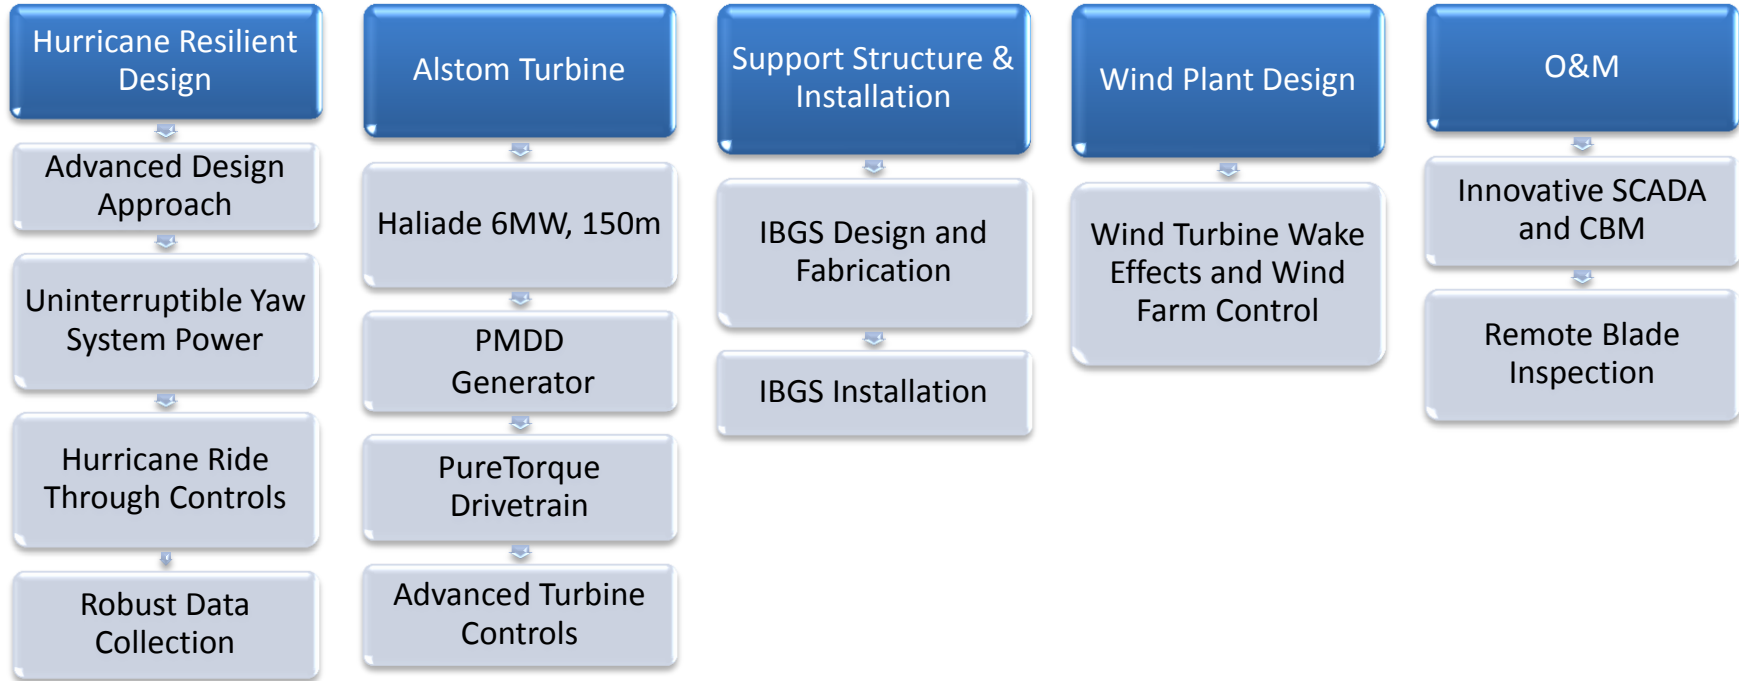 Hurricane Resilient
Design
Advanced Design
Approach
Uninterruptible Yaw
System Power
Hurricane Ride
Through Controls
Robust Data
Collection
Alstom Turbine
Haliade 6MW, 150m
PMDD
Generator
PureTorque
Drivetrain
Advanced Turbine
Controls
Support Structure &
Installation
IBGS Design and
Fabrication
IBGS Installation
Wind Plant Design
Wind Turbine Wake
Effects and Wind
Farm Control
O&M
Innovative SCADA
and CBM
Remote Blade
Inspection